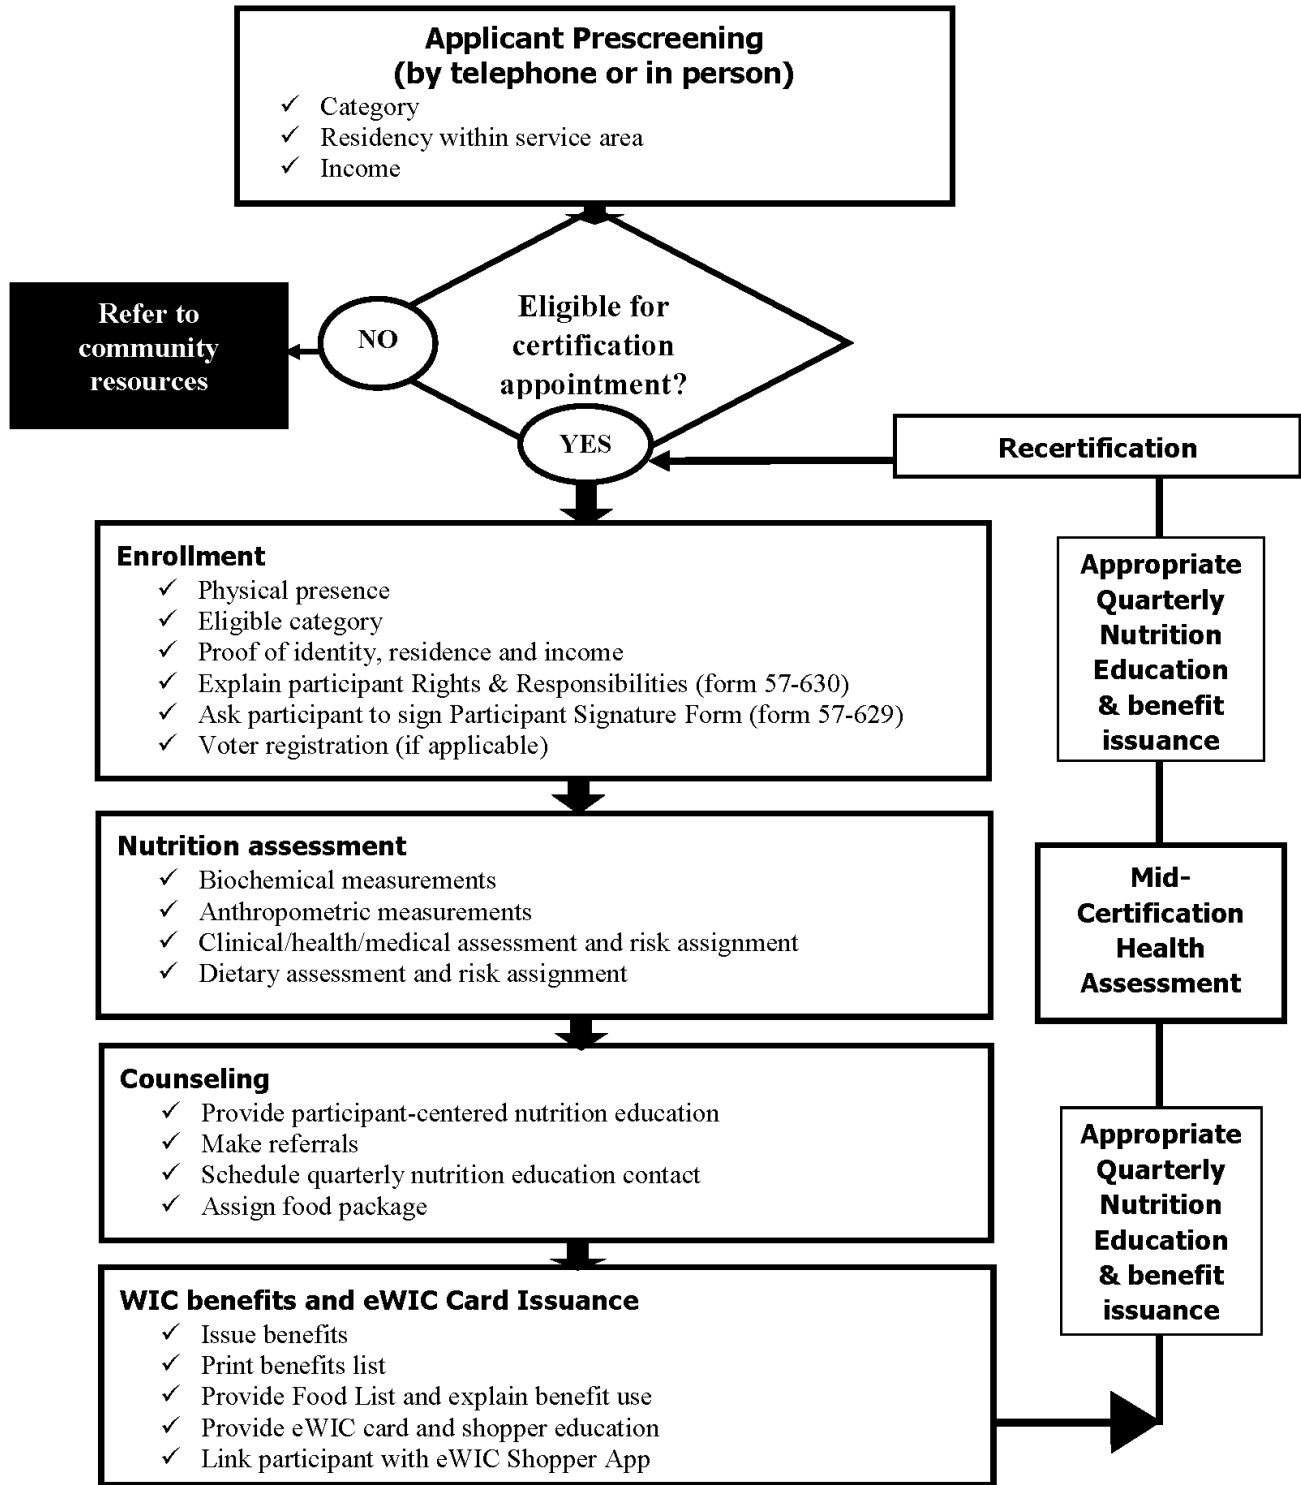 Applicant Prescreening
(by telephone or in person)
✓ Category
✓ Residency within service area
✓ Income
Refer to
community
resources
NO
Eligible for
certification
appointment?
YES
Recertification
Enrollment
✓ Physical presence
✓ Eligible category
✓ Proof of identity, residence and income
✓ Explain participant Rights & Responsibilities (form 57-630)
✓ Ask participant to sign Participant Signature Form (form 57-629)
✓ Voter registration (if applicable)
Nutrition assessment
✓ Biochemical measurements
✓ Anthropometric measurements
✓ Clinical/health/medical assessment and risk assignment
✓ Dietary assessment and risk assignment
Counseling
✓ Provide participant-centered nutrition education
✓ Make referrals
✓ Schedule quarterly nutrition education contact
✓ Assign food package
WIC benefits and eWIC Card Issuance
✓ Issue benefits
✓ Print benefits list
✓ Provide Food List and explain benefit use
✓ Provide eWIC card and shopper education
✓ Link participant with eWIC Shopper App
Appropriate
Quarterly
Nutrition
Education
& benefit
issuance
Mid-
Certification
Health
Assessment
Appropriate
Quarterly
Nutrition
Education
& benefit
issuance